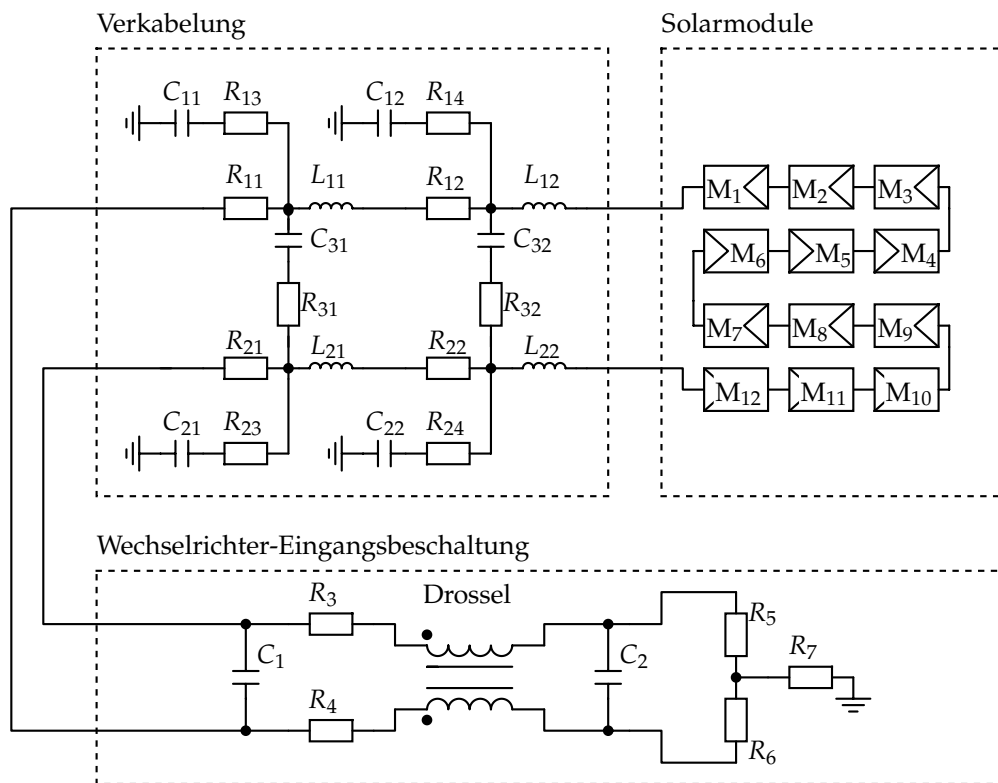 Verkabelung
Solarmodule
C11 R13 C12 R14
R11 L11 R12 L12
C31 C32
R31 R32
R21 L21 R22 L22
C21 R23 C22 R24
M1 M2 M3
M6 M5 M4
M7 M8 M9
M12 M11 M10
Wechselrichter-Eingangsbeschaltung
R3 Drossel
R5
C1 C2 R7
R4
R6